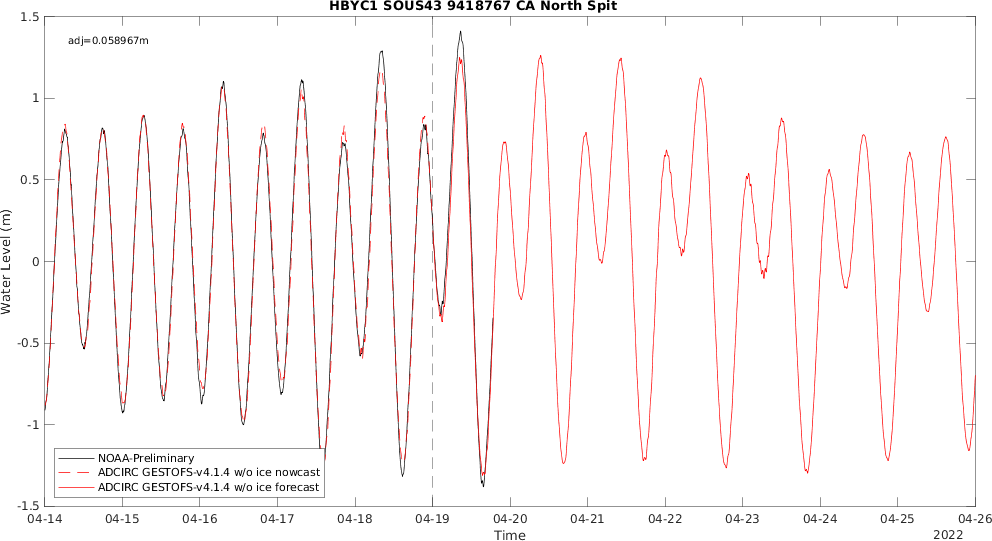 HBYC1 SOUS43 9418767 CA North Spit
adj=0.058967m
Water Level (m)
1.5
1
0.5
0
-0.5
-1
-1.5
NOAA-Preliminary
ADCIRC GESTOFS-v4.1.4 w/o ice nowcast
ADCIRC GESTOFS-v4.1.4 w/o ice forecast
04-14 04-15 04-16 04-17 04-18 04-19 04-20 04-21 04-22 04-23 04-24 04-25 04-26
Time
2022